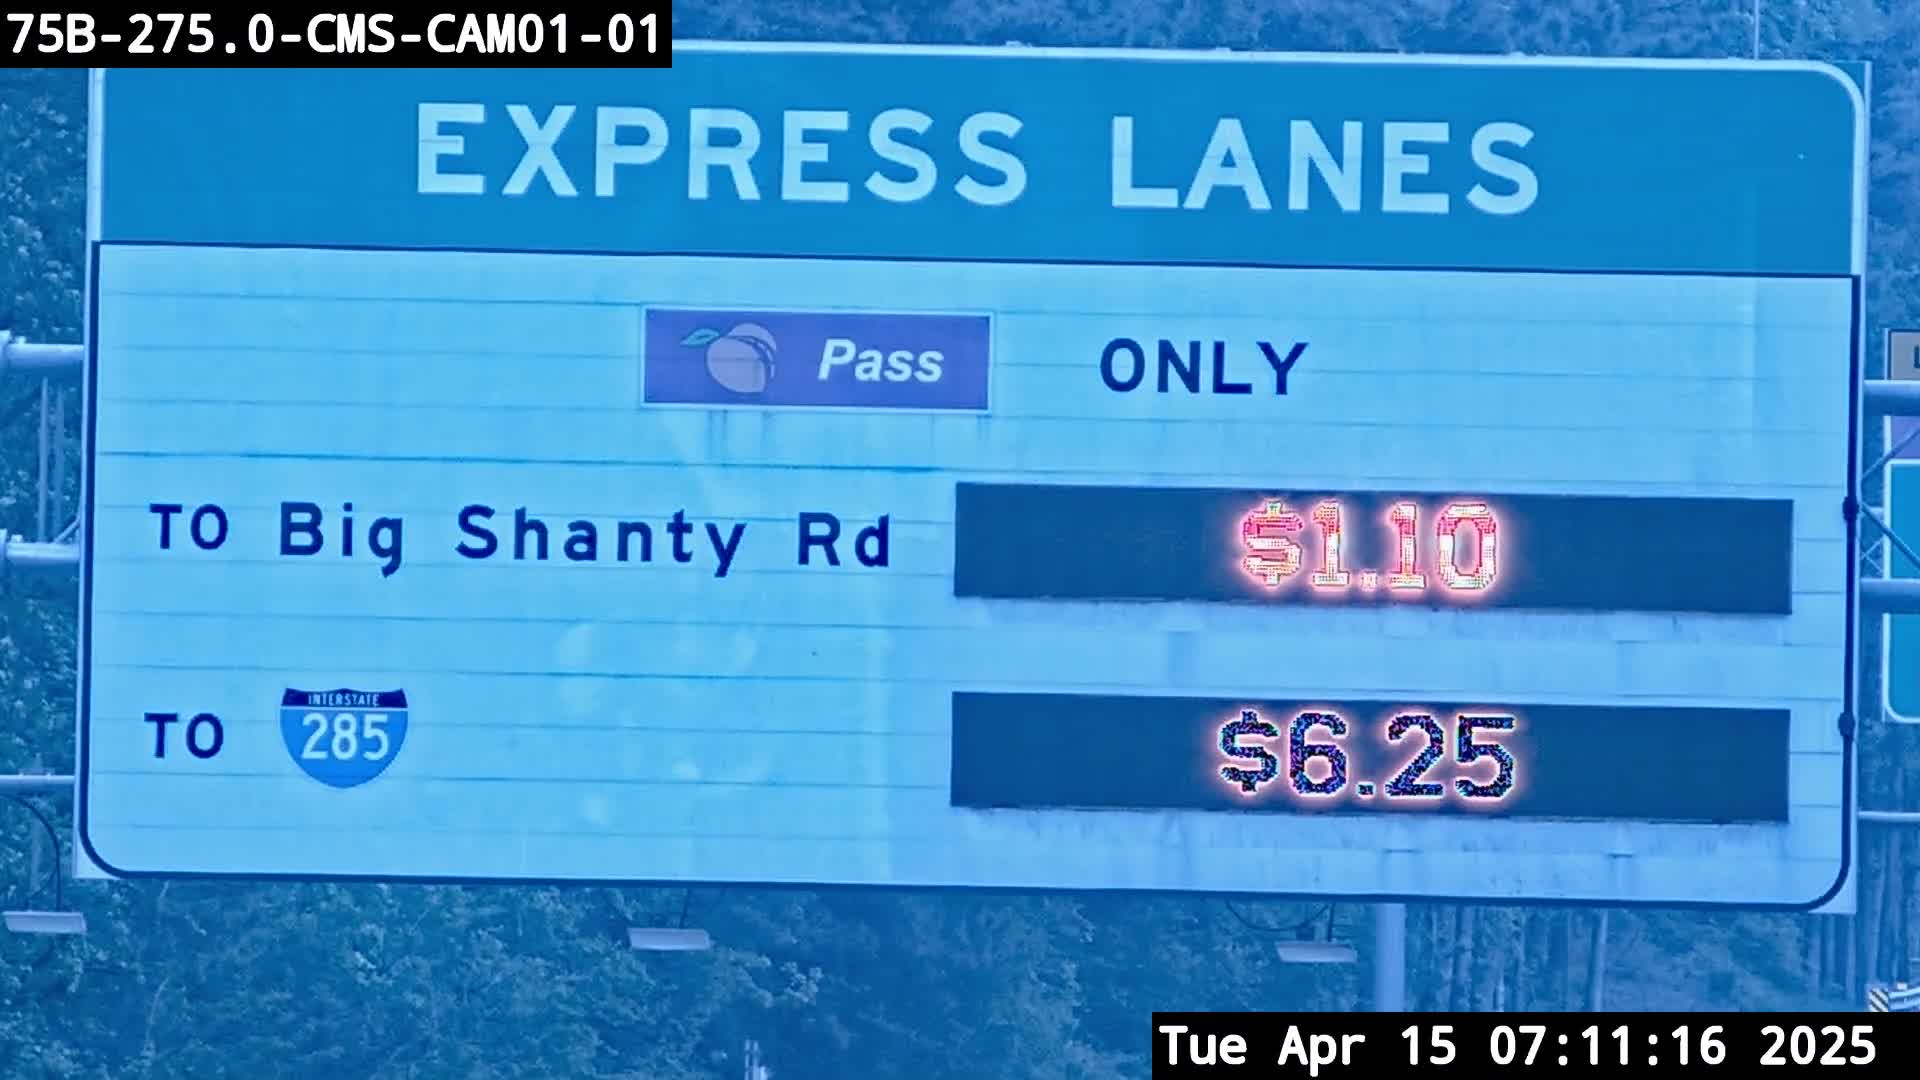 75B-275.0-CMS-CAM01-01
EXPRESS LANES
Pass ONLY
TO Big Shanty Rd $1.10
TO INTERSTATE 285 $6.25
Tue Apr 15 07:11:16 2025